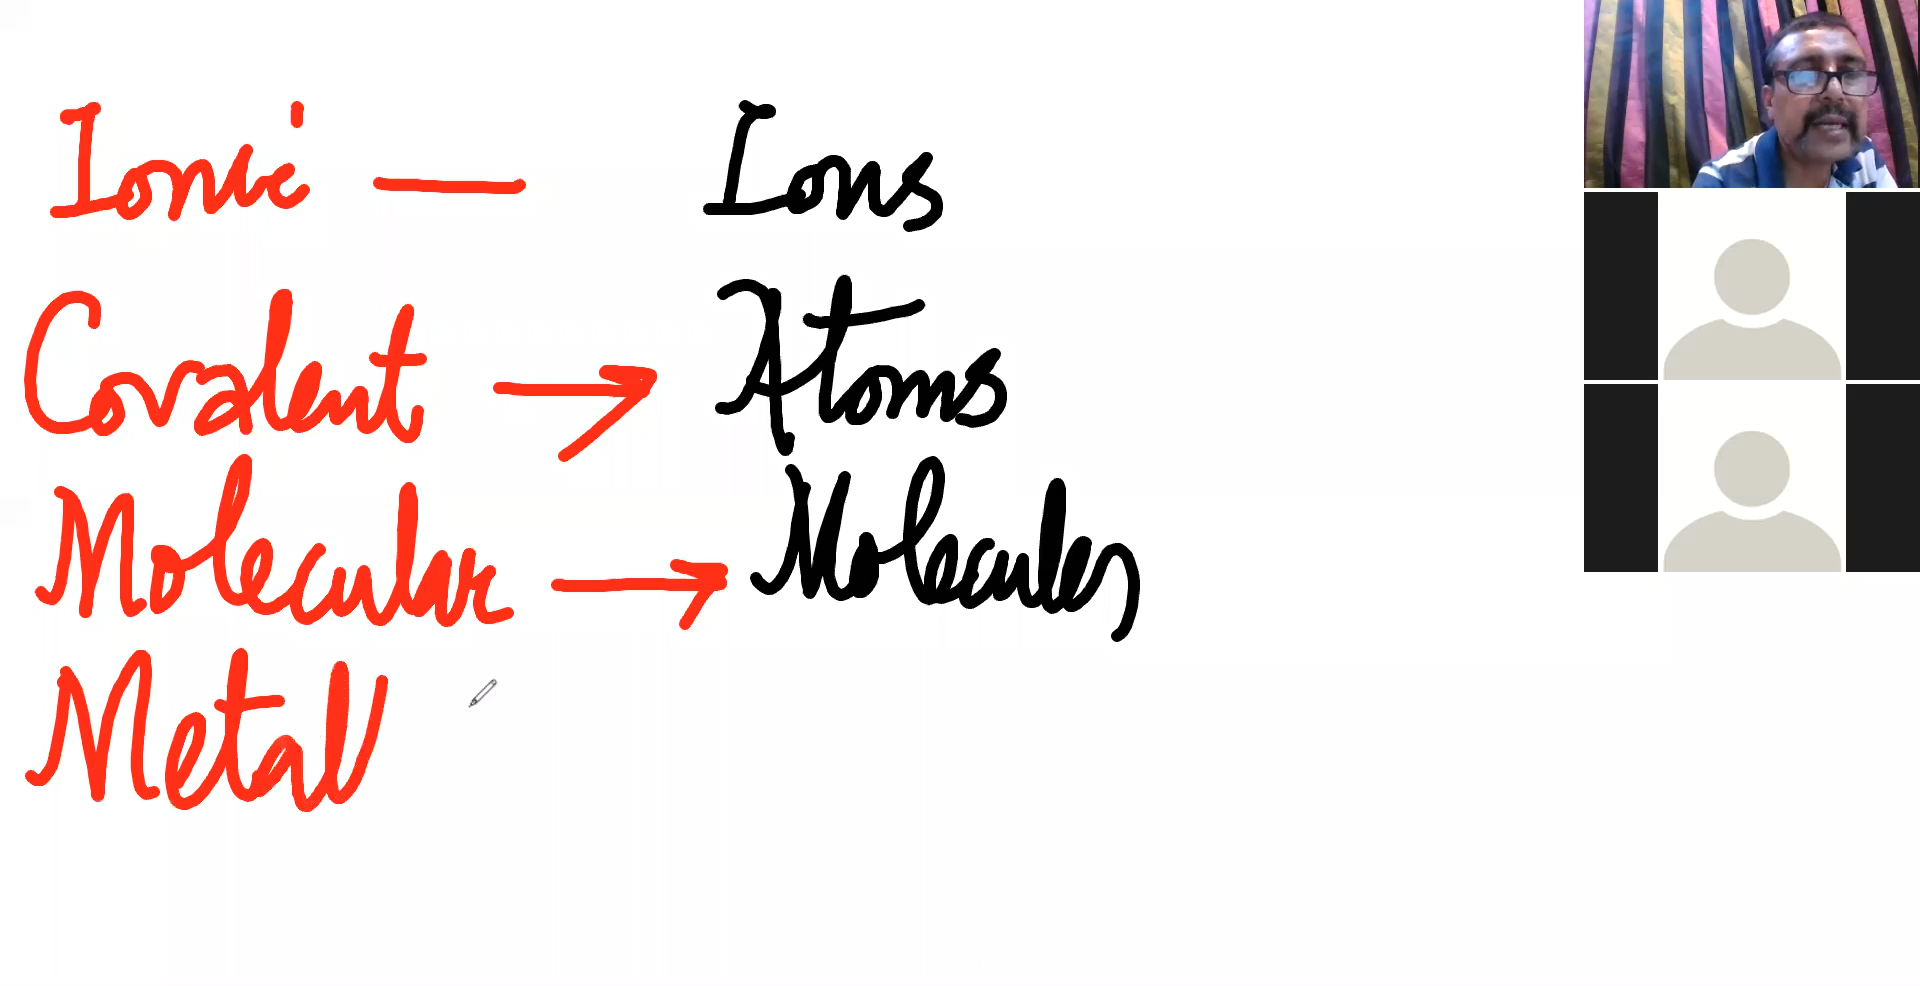 Ionic — Ions
Covalent → Atoms
Molecular → Molecules
Metal